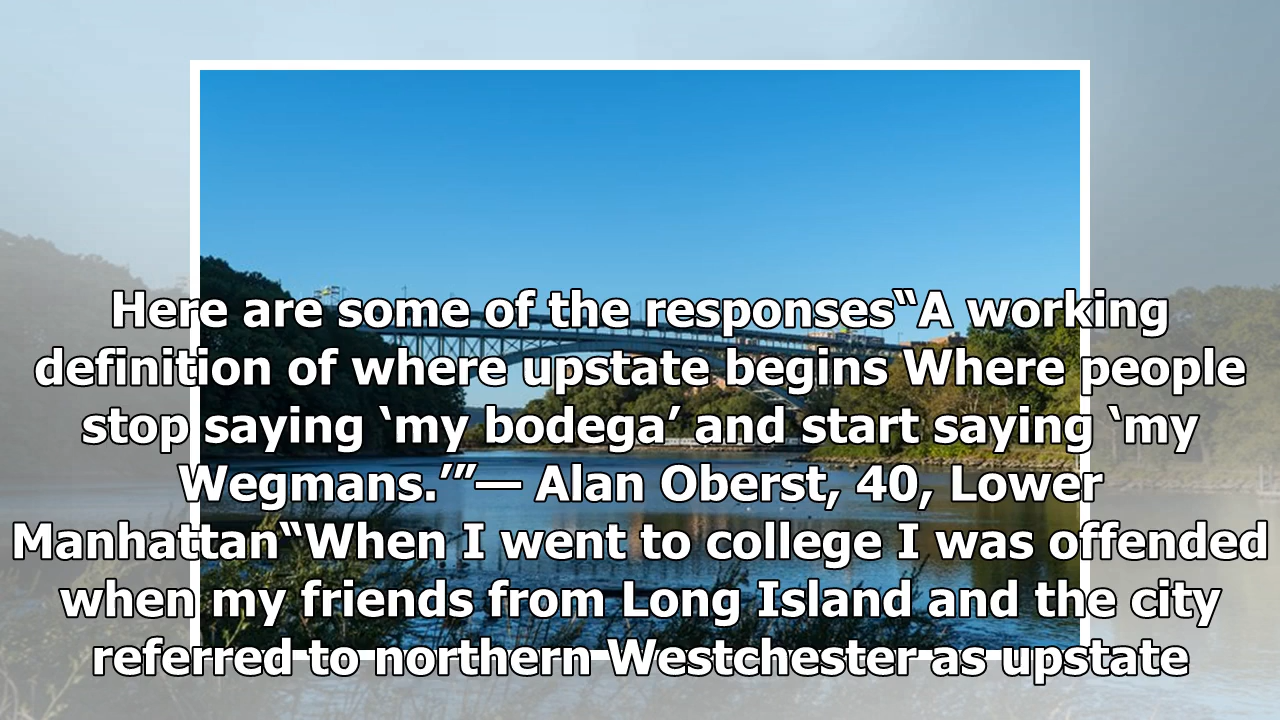 Here are some of the responses“A working
definition of where upstate begins Where people
stop saying ‘my bodega’ and start saying ‘my
Wegmans.’”— Alan Oberst, 40, Lower
Manhattan“When I went to college I was offended
when my friends from Long Island and the city
referred to northern Westchester as upstate